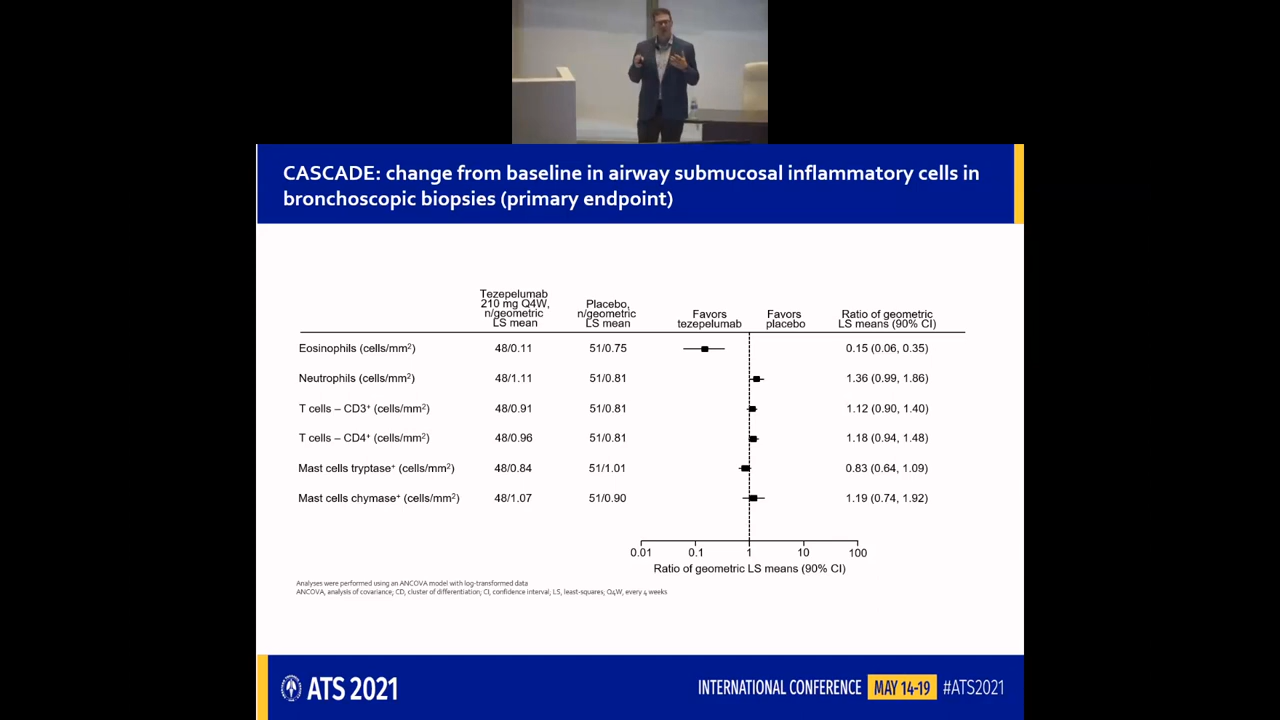 CASCADE: change from baseline in airway submucosal inflammatory cells in
bronchoscopic biopsies (primary endpoint)
Tezepelumab
210 mg Q4W,
n/geometric
LS mean
Placebo,
n/geometric
LS mean
Favors
tezepelumab
Favors
placebo
Ratio of geometric
LS means (90% CI)
Eosinophils (cells/mm²) 48/0.11 51/0.75 0.15 (0.06, 0.35)
Neutrophils (cells/mm²) 48/1.11 51/0.81 1.36 (0.99, 1.86)
T cells – CD3⁺ (cells/mm²) 48/0.91 51/0.81 1.12 (0.90, 1.40)
T cells – CD4⁺ (cells/mm²) 48/0.96 51/0.81 1.18 (0.94, 1.48)
Mast cells tryptase⁺ (cells/mm²) 48/0.84 51/1.01 0.83 (0.64, 1.09)
Mast cells chymase⁺ (cells/mm²) 48/1.07 51/0.90 1.19 (0.74, 1.92)
0.01 0.1 1 10 100
Ratio of geometric LS means (90% CI)
Analyses were performed using an ANCOVA model with log-transformed data
ANCOVA, analysis of covariance; CD, cluster of differentiation; CI, confidence interval; LS, least-squares; Q4W, every 4 weeks
ATS 2021
INTERNATIONAL CONFERENCE MAY 14-19 #ATS2021